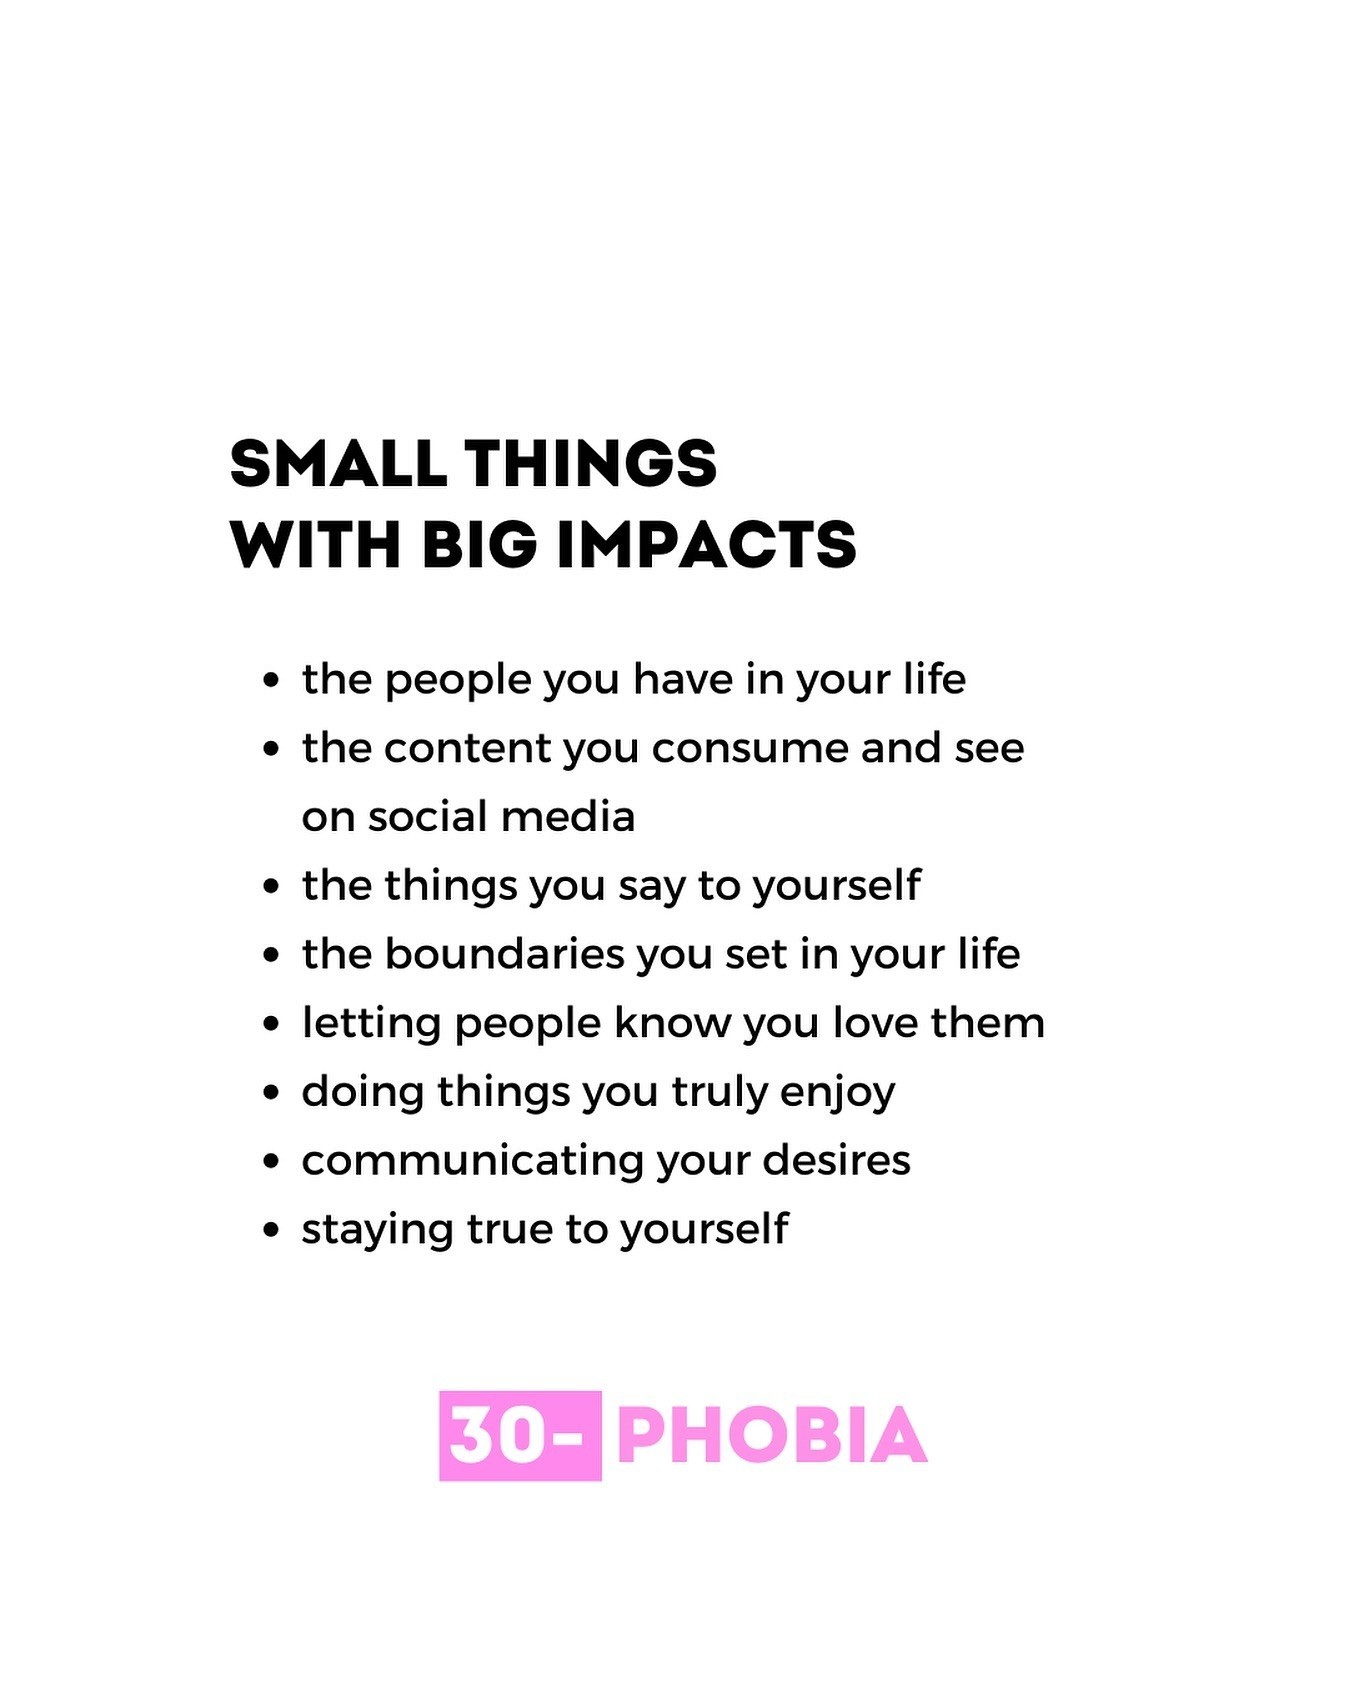 SMALL THINGS
WITH BIG IMPACTS
• the people you have in your life
• the content you consume and see
on social media
• the things you say to yourself
• the boundaries you set in your life
• letting people know you love them
• doing things you truly enjoy
• communicating your desires
• staying true to yourself
30- PHOBIA